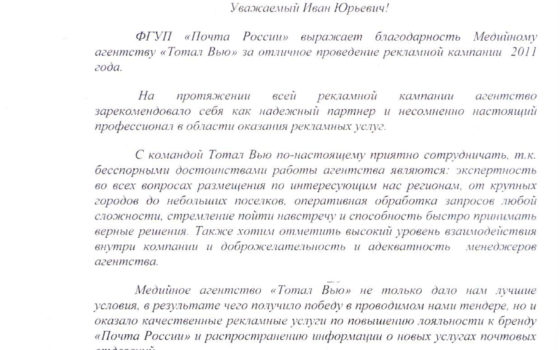 Уважаемый Иван Юрьевич!
ФГУП «Почта России» выражает благодарность Медийному
агентству «Тотал Вью» за отличное проведение рекламной кампании 2011
года.
На протяжении всей рекламной кампании агентство
зарекомендовало себя как надежный партнер и несомненно настоящий
профессионал в области оказания рекламных услуг.
С командой Тотал Вью по-настоящему приятно сотрудничать, т.к.
бесспорными достоинствами работы агентства являются: экспертность
во всех вопросах размещения по интересующим нас регионам, от крупных
городов до небольших поселков, оперативная обработка запросов любой
сложности, стремление пойти навстречу и способность быстро принимать
верные решения. Также хотим отметить высокий уровень взаимодействия
внутри компании и доброжелательность и адекватность менеджеров
агентства.
Медийное агентство «Тотал Вью» не только дало нам лучшие
условия, в результате чего получило победу в проводимом нами тендере, но и
оказало качественные рекламные услуги по повышению лояльности к бренду
«Почта России» и распространению информации о новых услугах почтовых